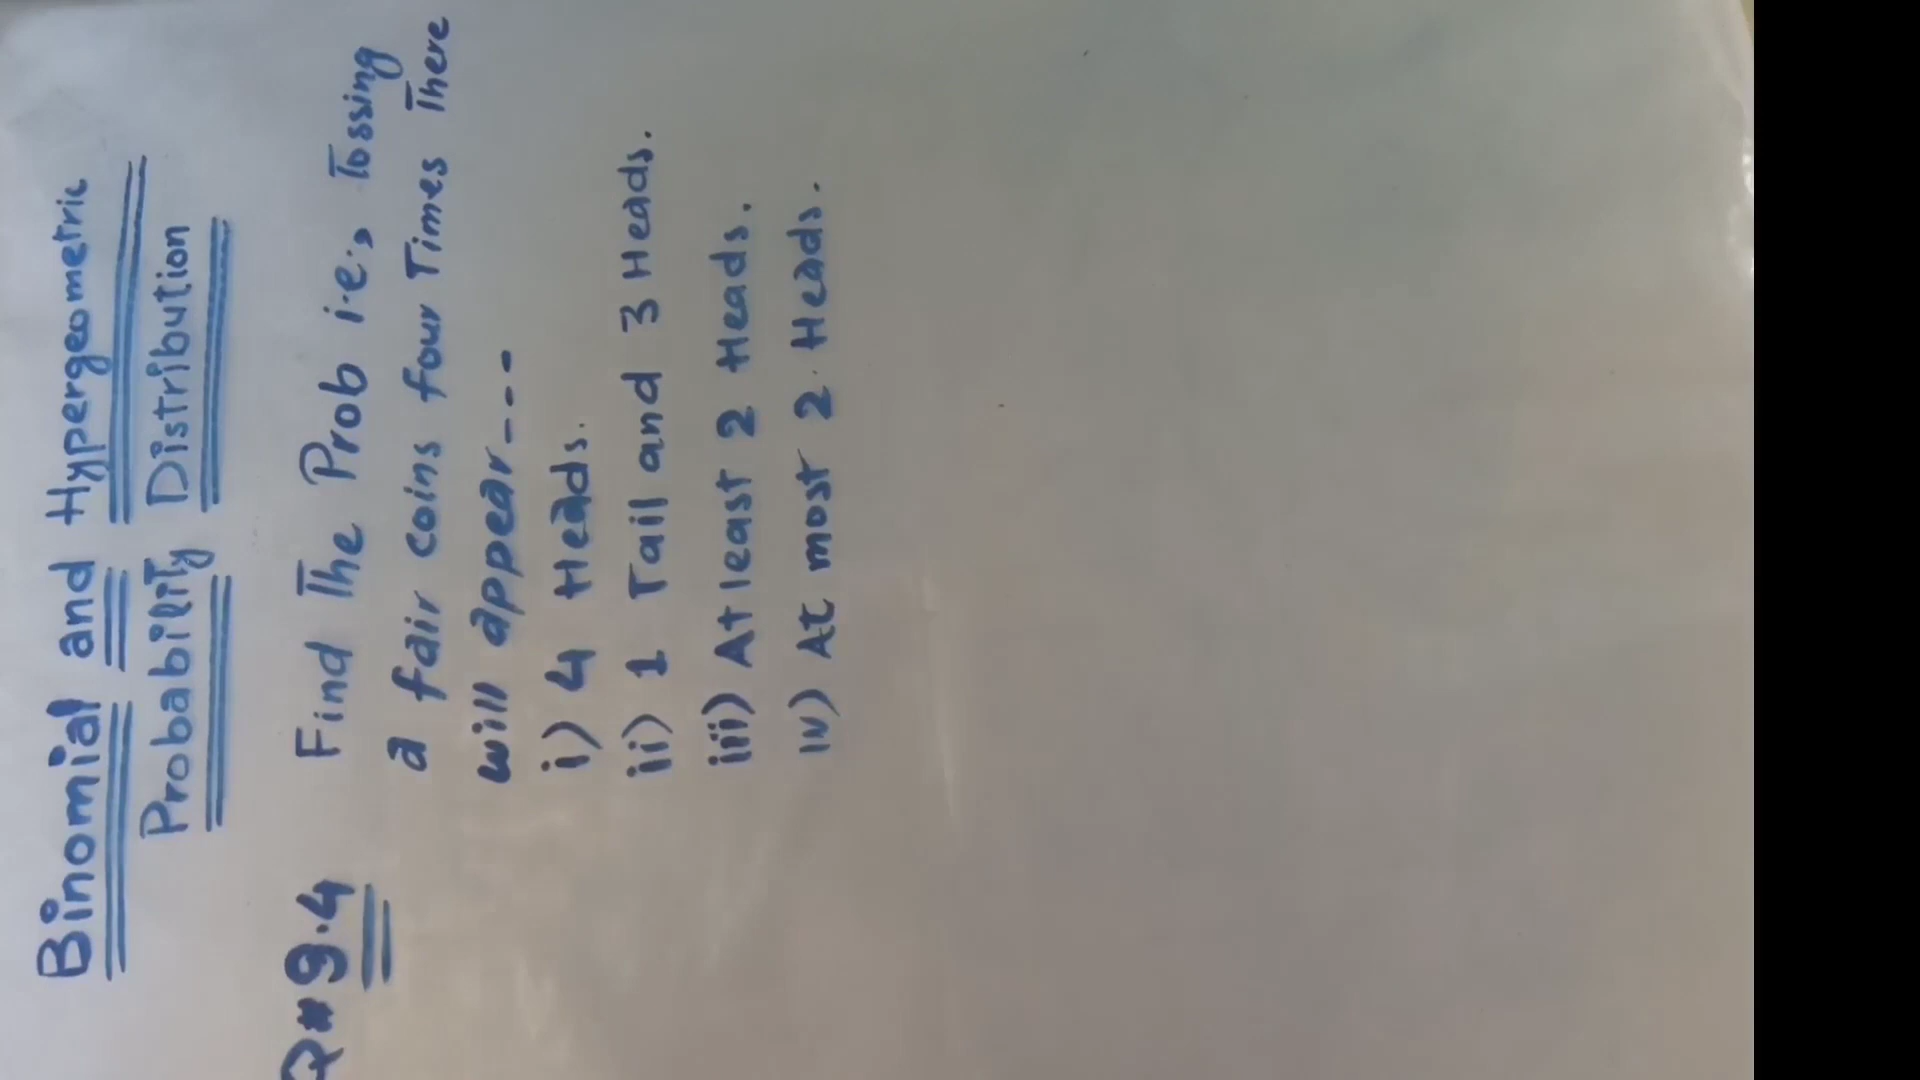 Binomial and Hypergeometric
Probability Distribution
Q#9.4 Find The Prob i.e., Tossing
a fair coins four Times There
will appear----
i) 4 Heads.
ii) 1 Tail and 3 Heads.
iii) At least 2 Heads.
iv) At most 2 Heads.